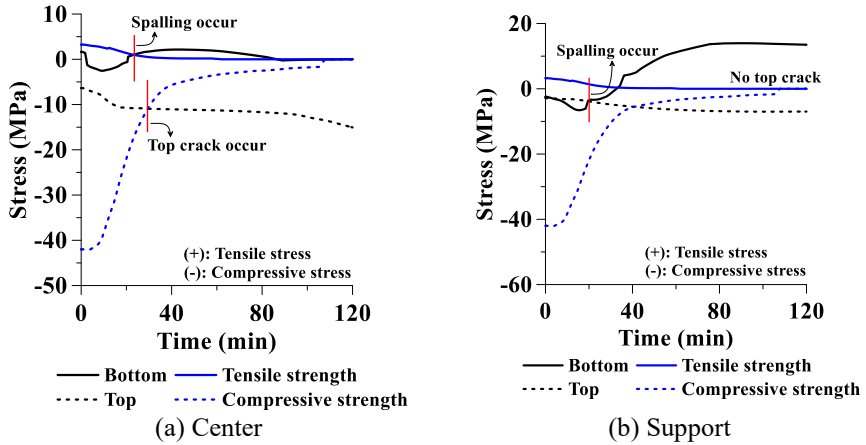 Spalling occur
Top crack occur
(+): Tensile stress
(-): Compressive stress
Stress (MPa)
10
0
-10
-20
-30
-40
-50
0
40
80
120
Time (min)
Bottom
Tensile strength
Top
Compressive strength
(a) Center
Spalling occur
No top crack
(+): Tensile stress
(-): Compressive stress
Stress (MPa)
20
0
-20
-40
-60
0
40
80
120
Time (min)
Bottom
Tensile strength
Top
Compressive strength
(b) Support